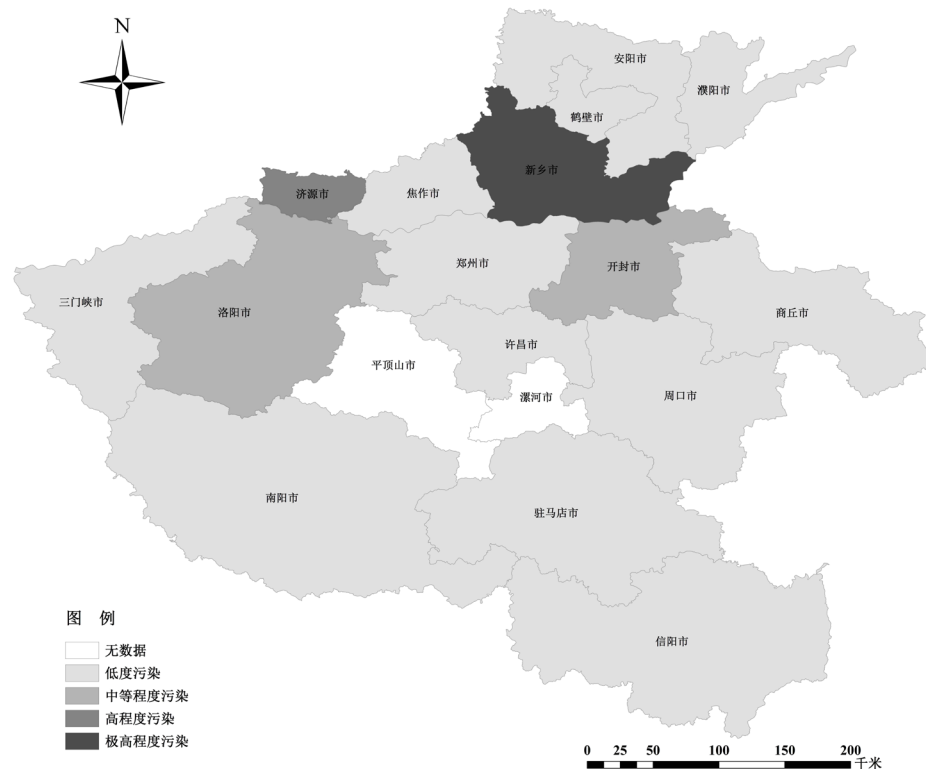 N
安阳市
濮阳市
鹤壁市
新乡市
济源市
焦作市
郑州市
开封市
三门峡市
洛阳市
商丘市
许昌市
平顶山市
漯河市
周口市
南阳市
驻马店市
信阳市
图 例
无数据
低度污染
中等程度污染
高程度污染
极高程度污染
0 25 50 100 150 200
千米